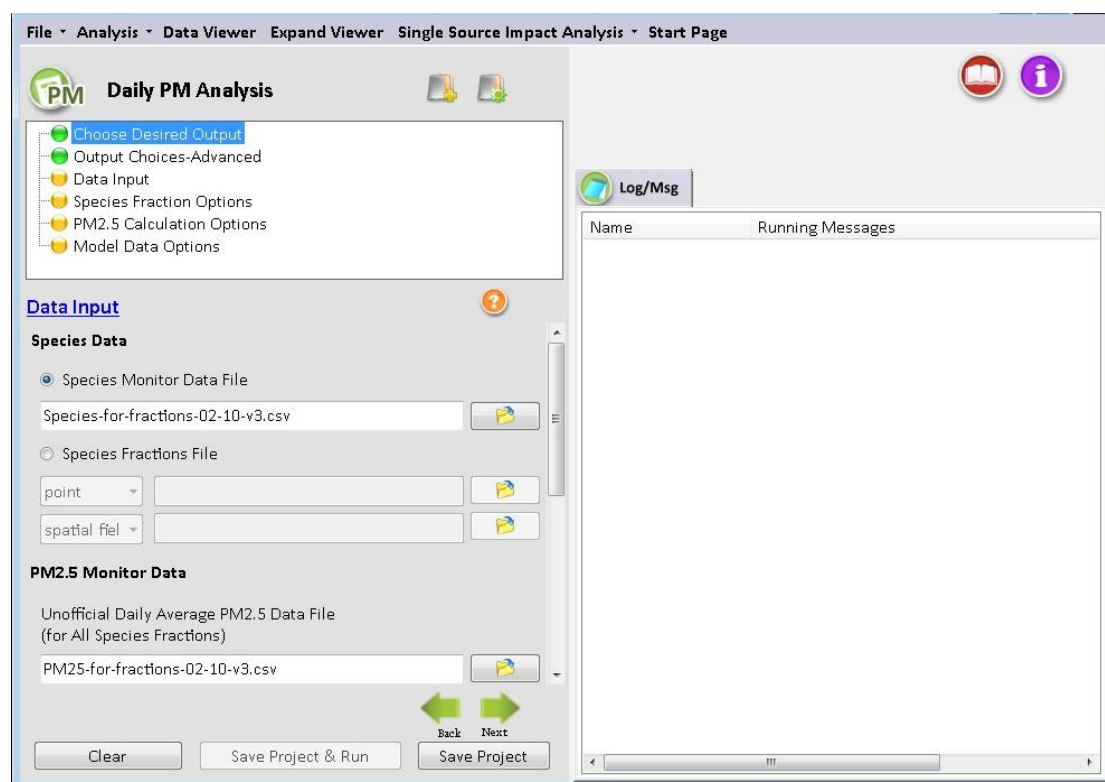 File Analysis Data Viewer Expand Viewer Single Source Impact Analysis Start Page
PM Daily PM Analysis
Choose Desired Output
Output Choices-Advanced
Data Input
Species Fraction Options
PM2.5 Calculation Options
Model Data Options
Data Input
Species Data
Species Monitor Data File
Species-for-fractions-02-10-v3.csv
Species Fractions File
point
spatial fiel
PM2.5 Monitor Data
Unofficial Daily Average PM2.5 Data File
(for All Species Fractions)
PM25-for-fractions-02-10-v3.csv
Back Next
Clear Save Project & Run Save Project
i
Log/Msg
Name Running Messages